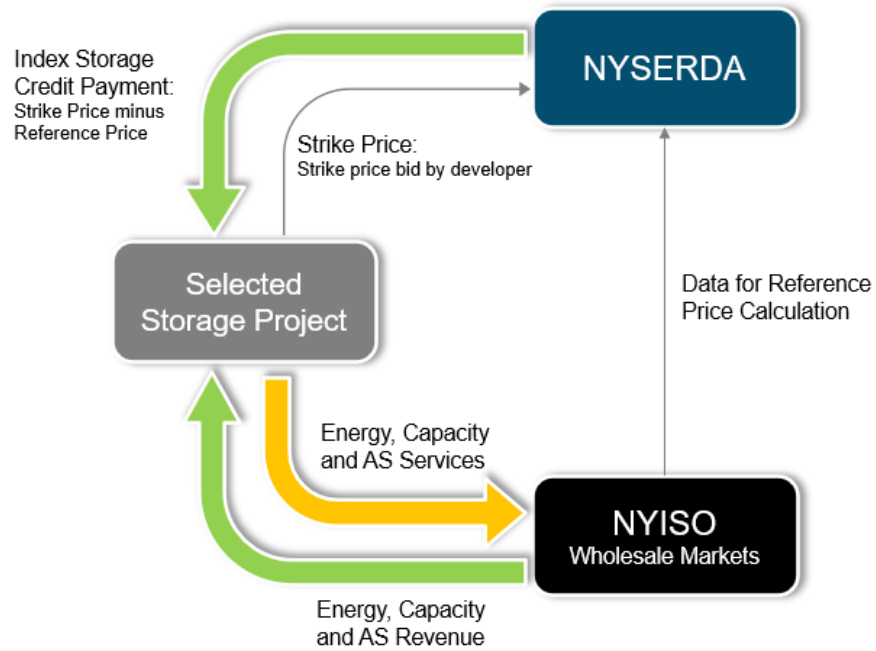 Index Storage
Credit Payment:
Strike Price minus
Reference Price
NYSERDA
Strike Price:
Strike price bid by developer
Selected
Storage Project
Data for Reference
Price Calculation
Energy, Capacity
and AS Services
NYISO
Wholesale Markets
Energy, Capacity
and AS Revenue